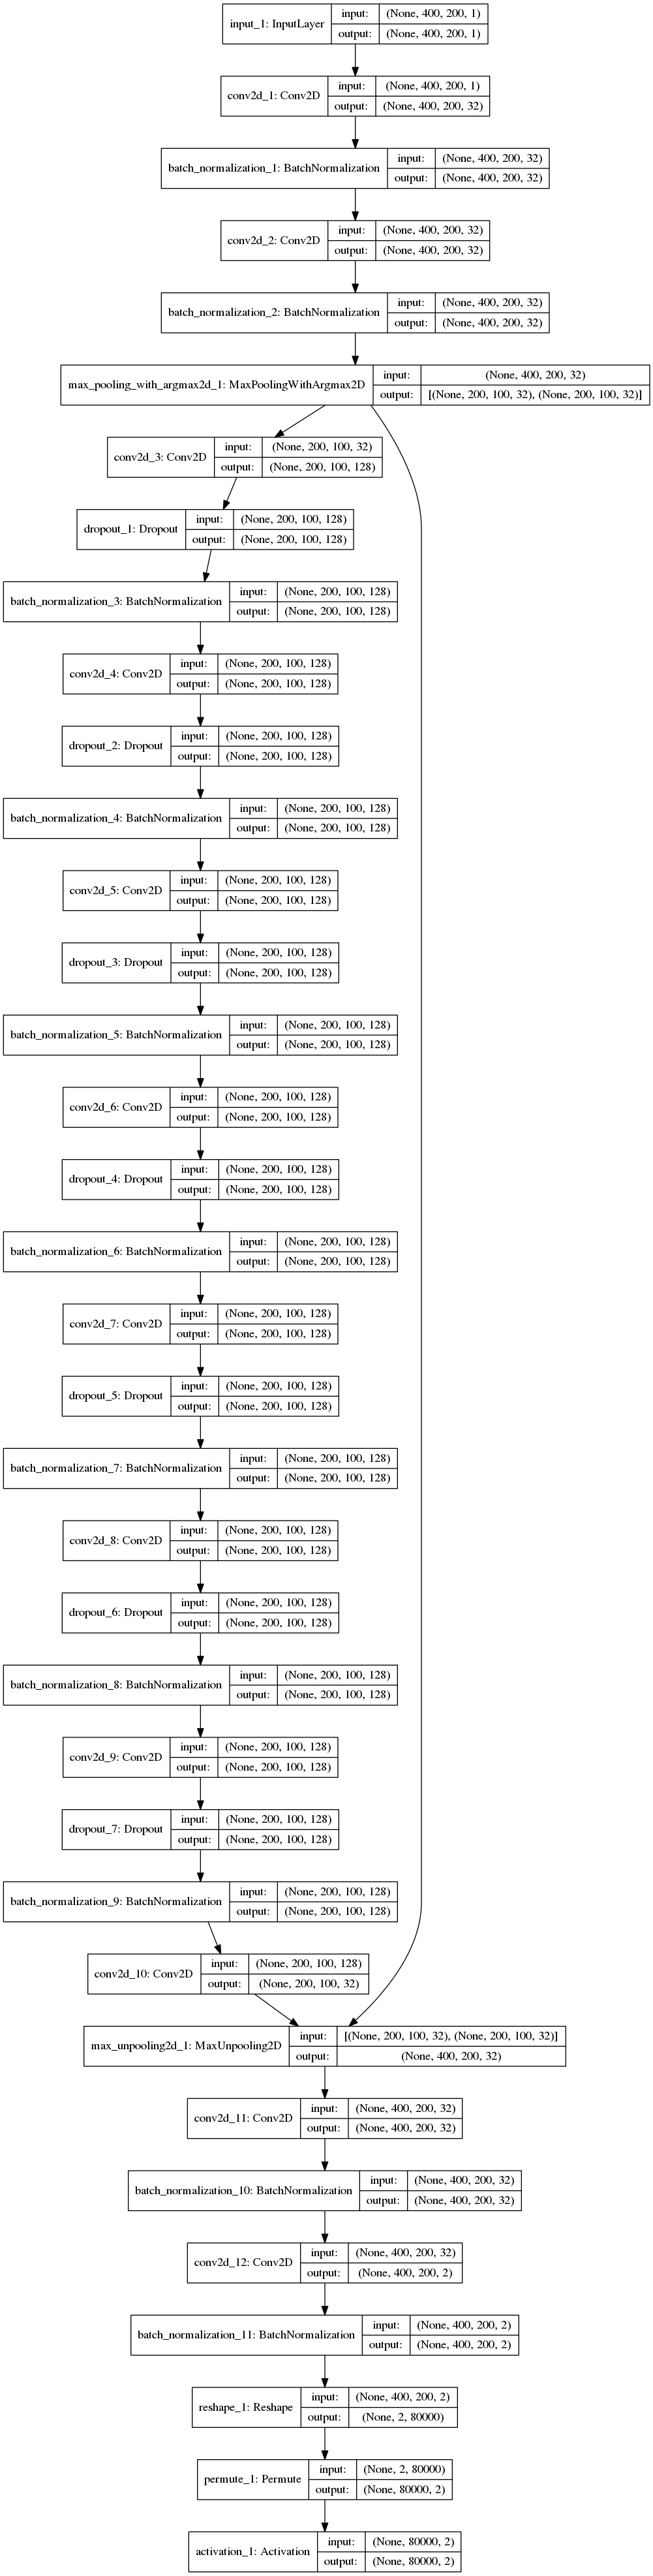 input_1: InputLayer
input: (None, 400, 200, 1)
output: (None, 400, 200, 1)
conv2d_1: Conv2D
input: (None, 400, 200, 1)
output: (None, 400, 200, 32)
batch_normalization_1: BatchNormalization
input: (None, 400, 200, 32)
output: (None, 400, 200, 32)
conv2d_2: Conv2D
input: (None, 400, 200, 32)
output: (None, 400, 200, 32)
batch_normalization_2: BatchNormalization
input: (None, 400, 200, 32)
output: (None, 400, 200, 32)
max_pooling_with_argmax2d_1: MaxPoolingWithArgmax2D
input: (None, 400, 200, 32)
output: [(None, 200, 100, 32), (None, 200, 100, 32)]
conv2d_3: Conv2D
input: (None, 200, 100, 32)
output: (None, 200, 100, 128)
dropout_1: Dropout
input: (None, 200, 100, 128)
output: (None, 200, 100, 128)
batch_normalization_3: BatchNormalization
input: (None, 200, 100, 128)
output: (None, 200, 100, 128)
conv2d_4: Conv2D
input: (None, 200, 100, 128)
output: (None, 200, 100, 128)
dropout_2: Dropout
input: (None, 200, 100, 128)
output: (None, 200, 100, 128)
batch_normalization_4: BatchNormalization
input: (None, 200, 100, 128)
output: (None, 200, 100, 128)
conv2d_5: Conv2D
input: (None, 200, 100, 128)
output: (None, 200, 100, 128)
dropout_3: Dropout
input: (None, 200, 100, 128)
output: (None, 200, 100, 128)
batch_normalization_5: BatchNormalization
input: (None, 200, 100, 128)
output: (None, 200, 100, 128)
conv2d_6: Conv2D
input: (None, 200, 100, 128)
output: (None, 200, 100, 128)
dropout_4: Dropout
input: (None, 200, 100, 128)
output: (None, 200, 100, 128)
batch_normalization_6: BatchNormalization
input: (None, 200, 100, 128)
output: (None, 200, 100, 128)
conv2d_7: Conv2D
input: (None, 200, 100, 128)
output: (None, 200, 100, 128)
dropout_5: Dropout
input: (None, 200, 100, 128)
output: (None, 200, 100, 128)
batch_normalization_7: BatchNormalization
input: (None, 200, 100, 128)
output: (None, 200, 100, 128)
conv2d_8: Conv2D
input: (None, 200, 100, 128)
output: (None, 200, 100, 128)
dropout_6: Dropout
input: (None, 200, 100, 128)
output: (None, 200, 100, 128)
batch_normalization_8: BatchNormalization
input: (None, 200, 100, 128)
output: (None, 200, 100, 128)
conv2d_9: Conv2D
input: (None, 200, 100, 128)
output: (None, 200, 100, 128)
dropout_7: Dropout
input: (None, 200, 100, 128)
output: (None, 200, 100, 128)
batch_normalization_9: BatchNormalization
input: (None, 200, 100, 128)
output: (None, 200, 100, 128)
conv2d_10: Conv2D
input: (None, 200, 100, 128)
output: (None, 200, 100, 32)
max_unpooling2d_1: MaxUnpooling2D
input: [(None, 200, 100, 32), (None, 200, 100, 32)]
output: (None, 400, 200, 32)
conv2d_11: Conv2D
input: (None, 400, 200, 32)
output: (None, 400, 200, 32)
batch_normalization_10: BatchNormalization
input: (None, 400, 200, 32)
output: (None, 400, 200, 32)
conv2d_12: Conv2D
input: (None, 400, 200, 32)
output: (None, 400, 200, 2)
batch_normalization_11: BatchNormalization
input: (None, 400, 200, 2)
output: (None, 400, 200, 2)
reshape_1: Reshape
input: (None, 400, 200, 2)
output: (None, 2, 80000)
permute_1: Permute
input: (None, 2, 80000)
output: (None, 80000, 2)
activation_1: Activation
input: (None, 80000, 2)
output: (None, 80000, 2)